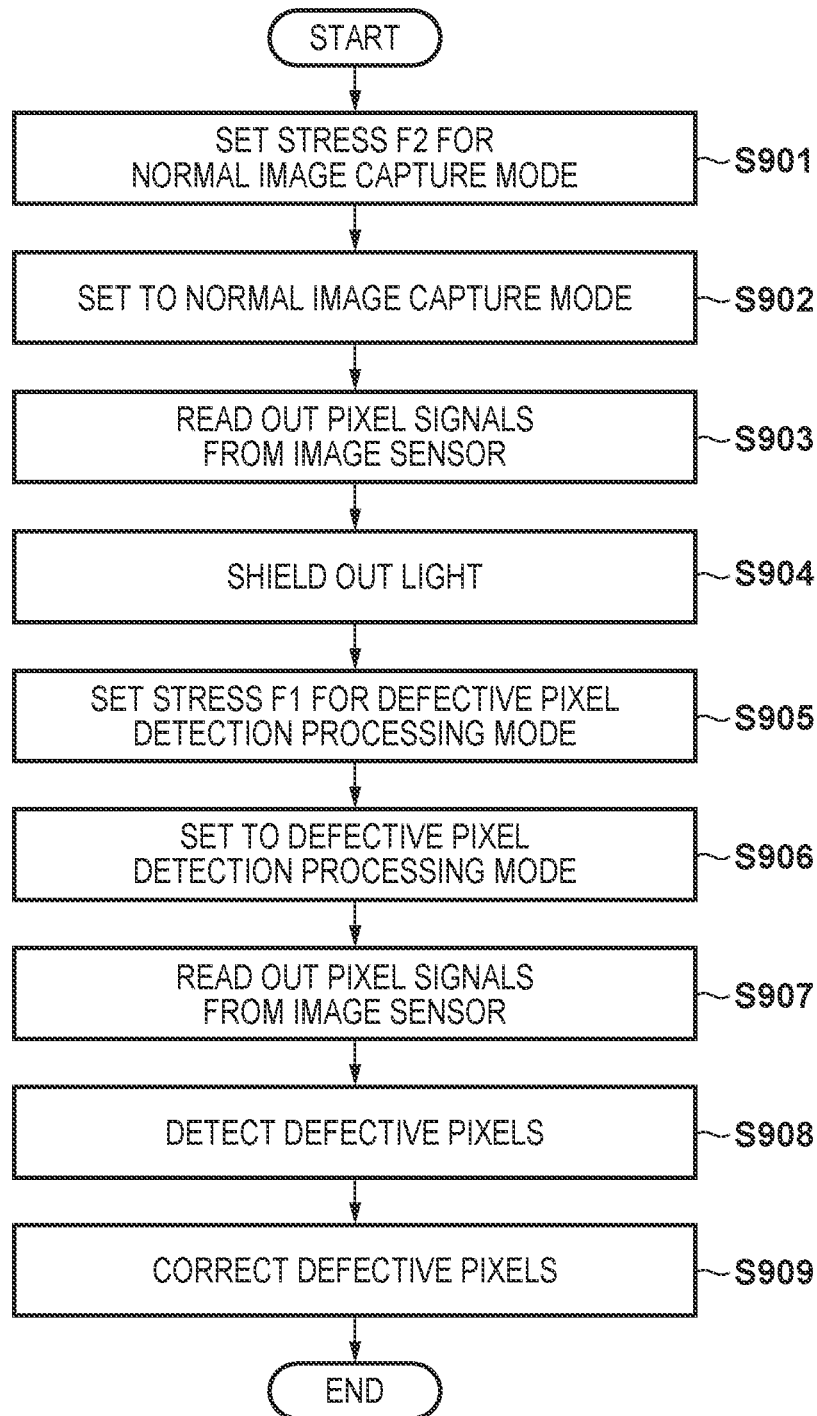 START
SET STRESS F2 FOR
NORMAL IMAGE CAPTURE MODE
S901
SET TO NORMAL IMAGE CAPTURE MODE
S902
READ OUT PIXEL SIGNALS
FROM IMAGE SENSOR
S903
SHIELD OUT LIGHT
S904
SET STRESS F1 FOR DEFECTIVE PIXEL
DETECTION PROCESSING MODE
S905
SET TO DEFECTIVE PIXEL
DETECTION PROCESSING MODE
S906
READ OUT PIXEL SIGNALS
FROM IMAGE SENSOR
S907
DETECT DEFECTIVE PIXELS
S908
CORRECT DEFECTIVE PIXELS
S909
END